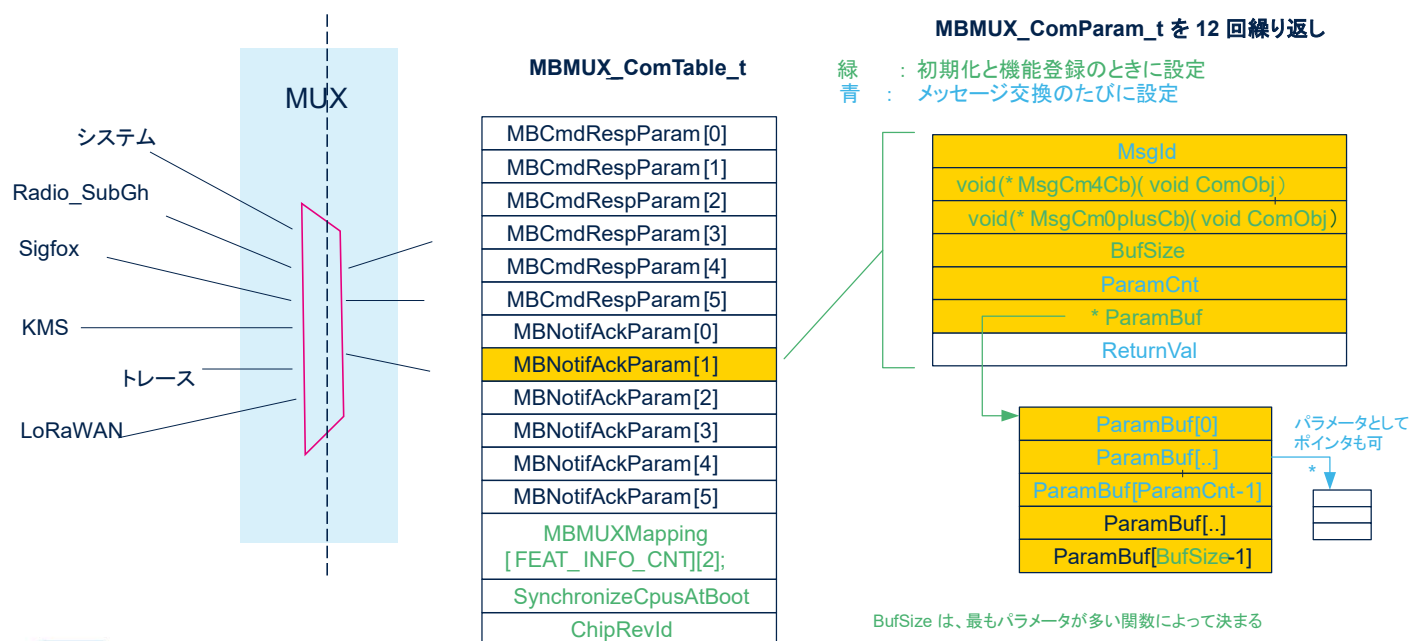 MUX
システム
Radio_SubGh
Sigfox
KMS
トレース
LoRaWAN
MBMUX_ComTable_t
MBCmdRespParam[0]
MBCmdRespParam[1]
MBCmdRespParam[2]
MBCmdRespParam[3]
MBCmdRespParam[4]
MBCmdRespParam[5]
MBNotifAckParam[0]
MBNotifAckParam[1]
MBNotifAckParam[2]
MBNotifAckParam[3]
MBNotifAckParam[4]
MBNotifAckParam[5]
MBMUXMapping
[FEAT_INFO_CNT][2];
SynchronizeCpusAtBoot
ChipRevId
MBMUX_ComParam_t を 12 回繰り返し
緑 : 初期化と機能登録のときに設定
青 : メッセージ交換のたびに設定
MsgId
void(* MsgCm4Cb)( void ComObj)
void(* MsgCm0plusCb)( void ComObj)
BufSize
ParamCnt
* ParamBuf
ReturnVal
ParamBuf[0]
ParamBuf[..]
ParamBuf[ParamCnt-1]
ParamBuf[..]
ParamBuf[BufSize-1]
パラメータとして
ポインタも可
*
BufSize は、最もパラメータが多い関数によって決まる